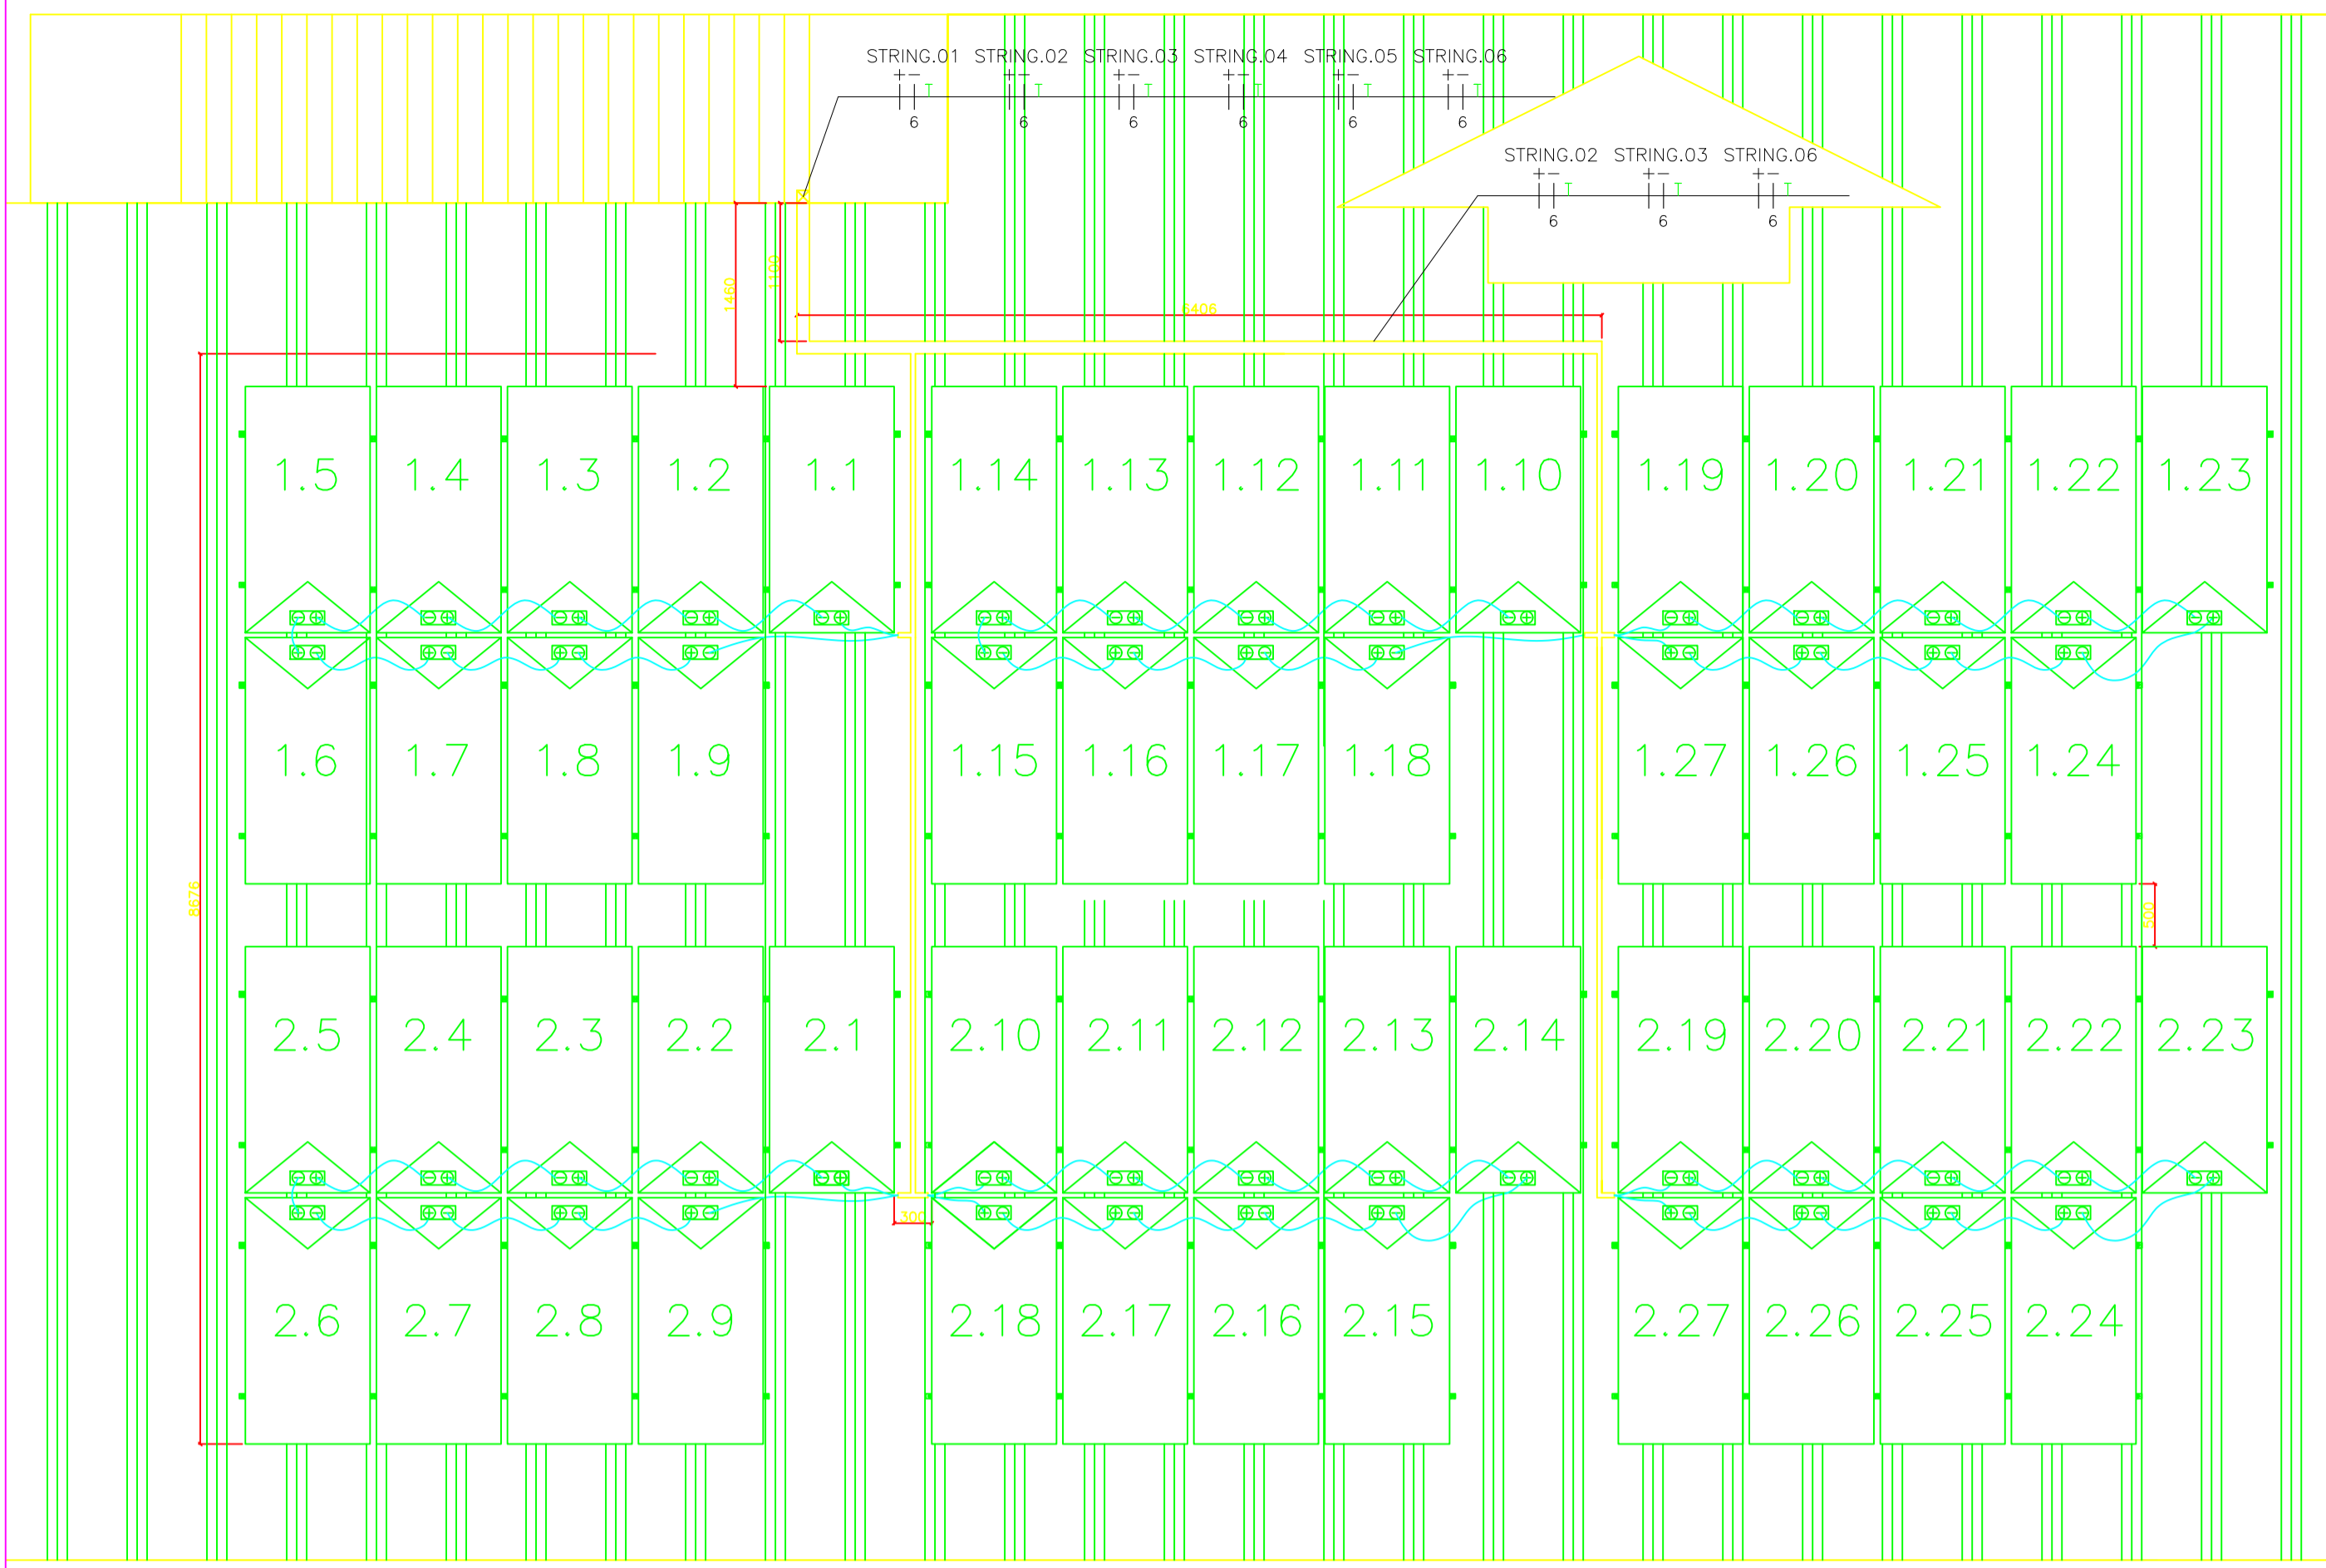 STRING.01 STRING.02 STRING.03 STRING.04 STRING.05 STRING.06
+- +- +- +- +- +-
T T T T T T
6 6 6 6 6 6
STRING.02 STRING.03 STRING.06
+- +- +-
T T T
6 6 6
1460
1100
6406
1.5 1.4 1.3 1.2 1.1 1.14 1.13 1.12 1.11 1.10 1.19 1.20 1.21 1.22 1.23
1.6 1.7 1.8 1.9 1.15 1.16 1.17 1.18 1.27 1.26 1.25 1.24
8676
500
2.5 2.4 2.3 2.2 2.1 2.10 2.11 2.12 2.13 2.14 2.19 2.20 2.21 2.22 2.23
300
2.6 2.7 2.8 2.9 2.18 2.17 2.16 2.15 2.27 2.26 2.25 2.24